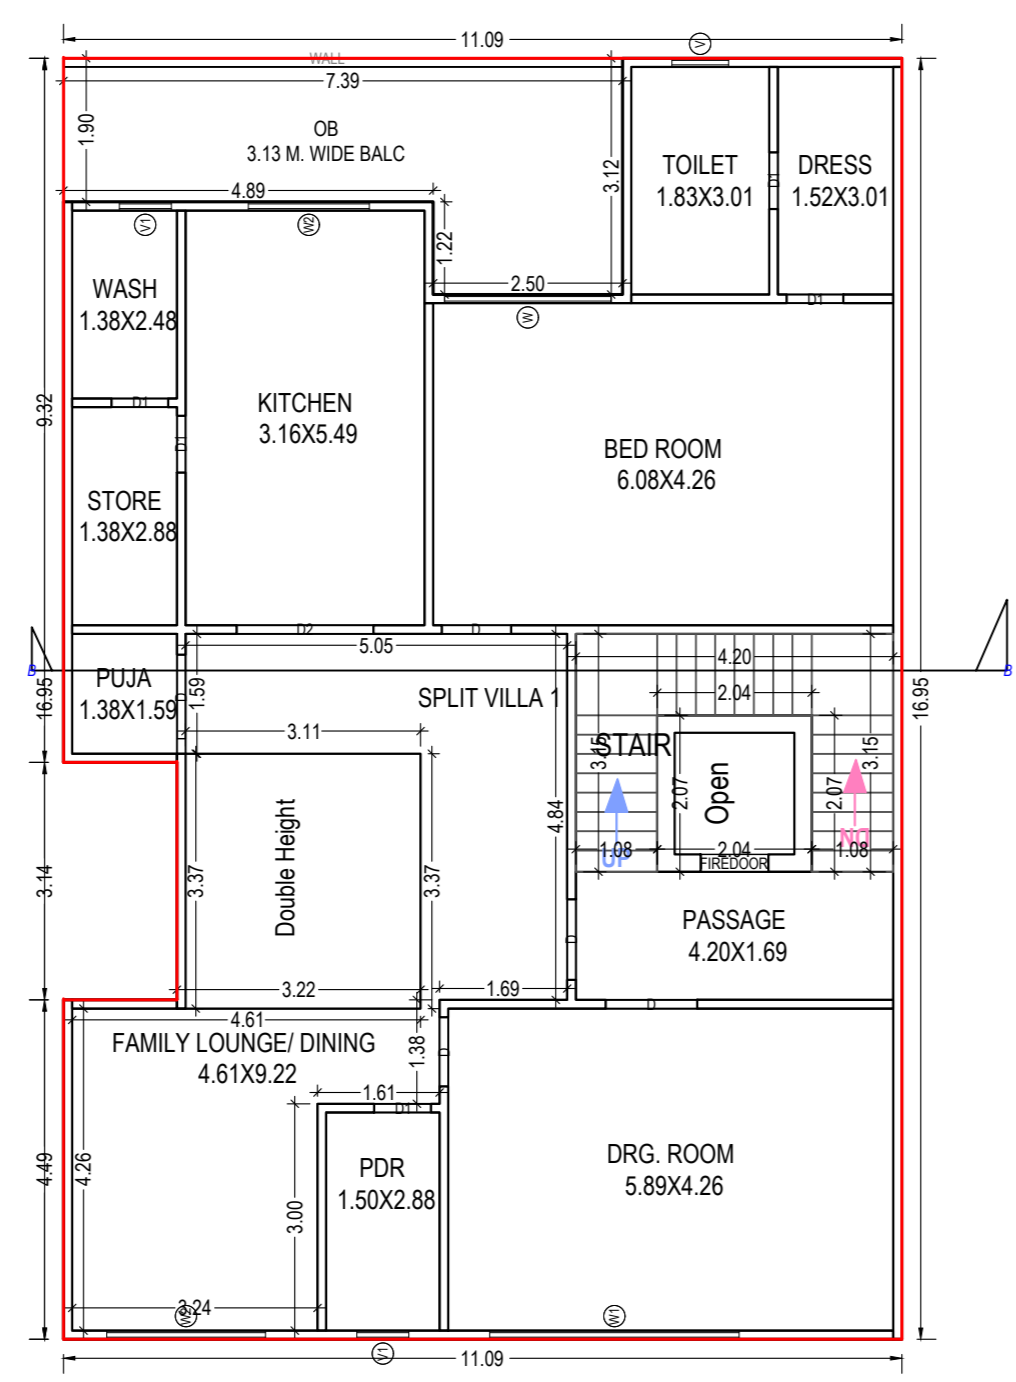 11.09
V
WALL
7.39
1.90
OB
3.13 M. WIDE BALC
3.12
TOILET
1.83X3.01
D1
DRESS
1.52X3.01
4.89
V1
W2
1.22
2.50
D1
W
WASH
1.38X2.48
D1
9.32
KITCHEN
3.16X5.49
D1
BED ROOM
6.08X4.26
STORE
1.38X2.88
D2
D
5.05
4.20
B
B
PUJA
1.38X1.59
D
1.59
16.95
16.95
SPLIT VILLA 1
2.04
3.11
STAIR
3.15
3.15
Open
2.07
2.07
4.84
Double Height
3.37
3.37
3.14
UP
DN
1.08
2.04
1.08
FIREDOOR
PASSAGE
4.20X1.69
D
3.22
1.69
D
4.61
FAMILY LOUNGE/ DINING
4.61X9.22
1.38
D
1.61
D1
4.49
4.26
PDR
1.50X2.88
DRG. ROOM
5.89X4.26
3.00
3.24
W2
W1
V1
11.09